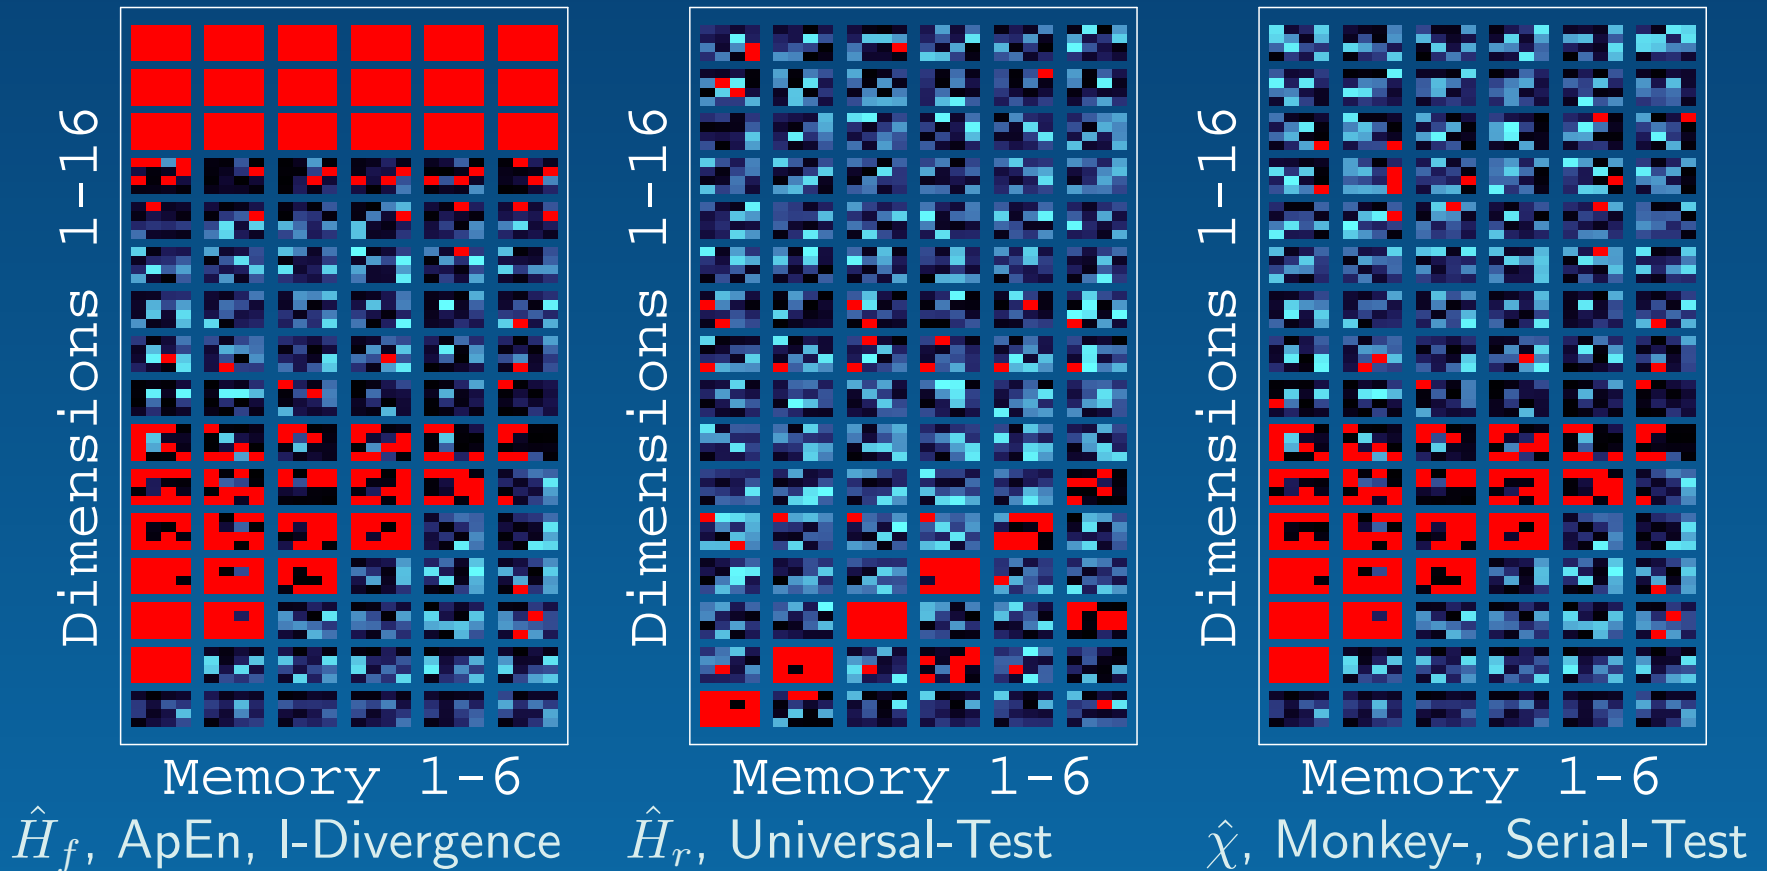 Dimensions 1-16
Memory 1-6
Ĥ_f, ApEn, I-Divergence
Dimensions 1-16
Memory 1-6
Ĥ_r, Universal-Test
Dimensions 1-16
Memory 1-6
χ̂, Monkey-, Serial-Test